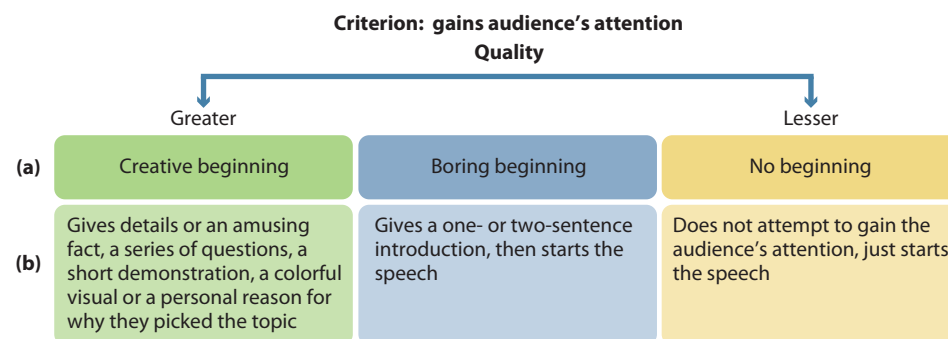 Criterion: gains audience's attention
Quality
Greater
Lesser
(a)
Creative beginning
Boring beginning
No beginning
(b)
Gives details or an amusing
fact, a series of questions, a
short demonstration, a colorful
visual or a personal reason for
why they picked the topic
Gives a one- or two-sentence
introduction, then starts the
speech
Does not attempt to gain the
audience's attention, just starts
the speech